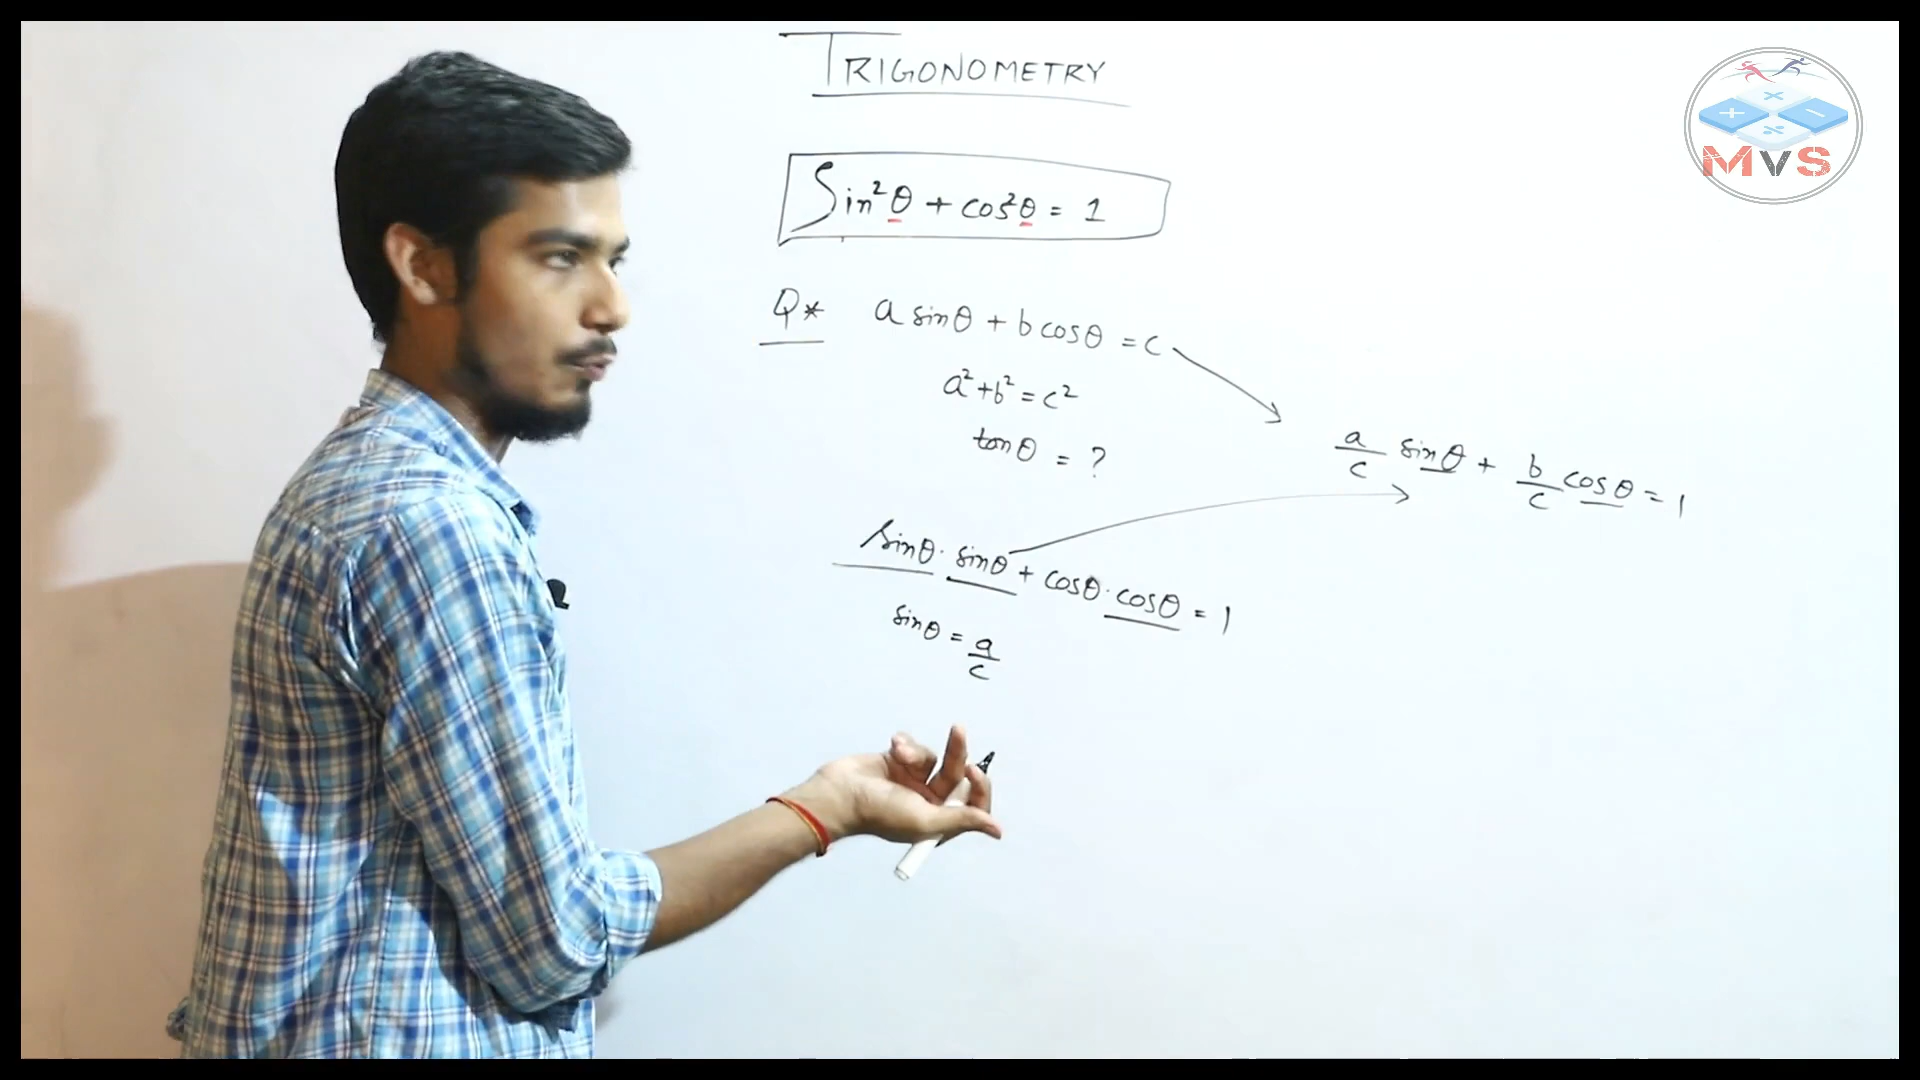 TRIGONOMETRY
MVS
Sin²θ + cos²θ = 1
Q* a sinθ + b cosθ = c
a² + b² = c²
tanθ = ?
a/c sinθ + b/c cosθ = 1
sinθ · sinθ + cosθ · cosθ = 1
sinθ = a/c